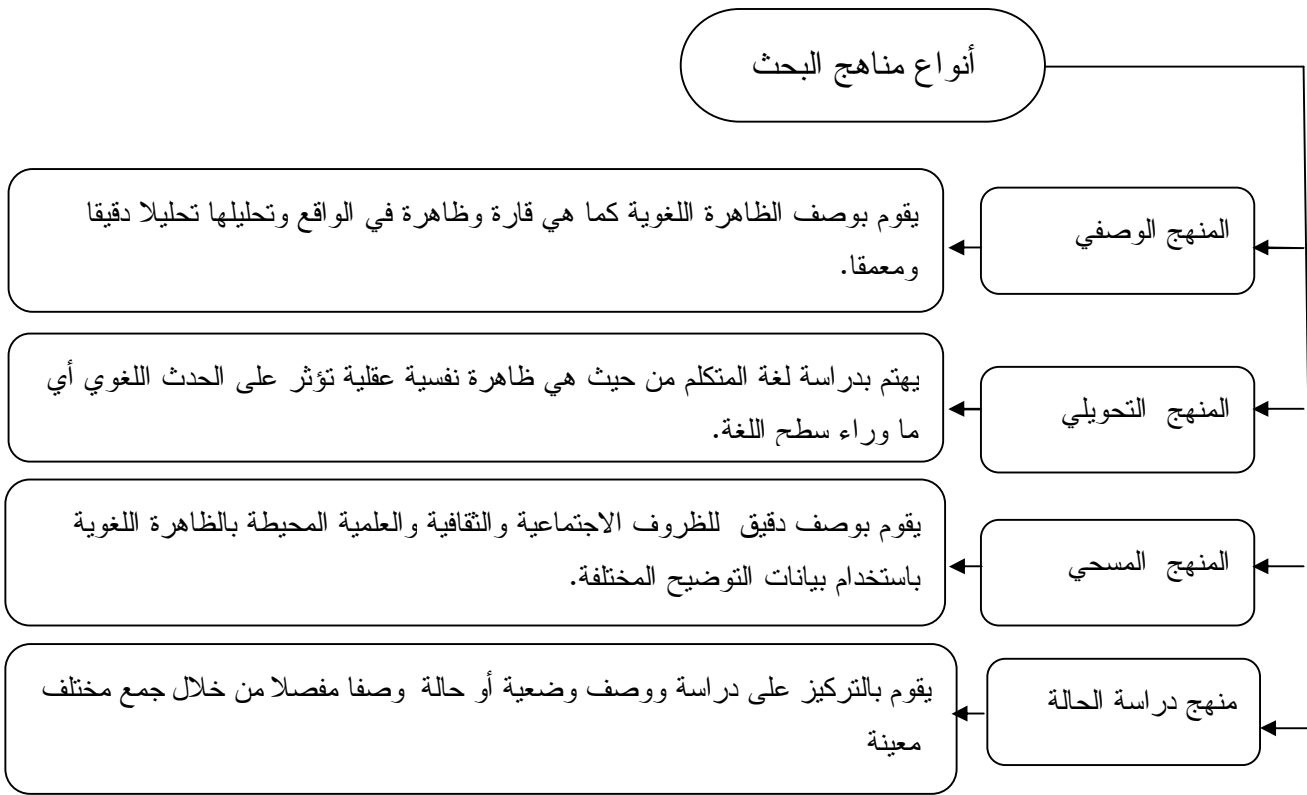 أنواع مناهج البحث
المنهج الوصفي
يقوم بوصف الظاهرة اللغوية كما هي قارة وظاهرة في الواقع وتحليلها تحليلا دقيقا
ومعمقا.
المنهج التحويلي
يهتم بدراسة لغة المتكلم من حيث هي ظاهرة نفسية عقلية تؤثر على الحدث اللغوي أي
ما وراء سطح اللغة.
المنهج المسحي
يقوم بوصف دقيق للظروف الاجتماعية والثقافية والعلمية المحيطة بالظاهرة اللغوية
باستخدام بيانات التوضيح المختلفة.
منهج دراسة الحالة
يقوم بالتركيز على دراسة ووصف وضعية أو حالة وصفا مفصلا من خلال جمع مختلف
معينة